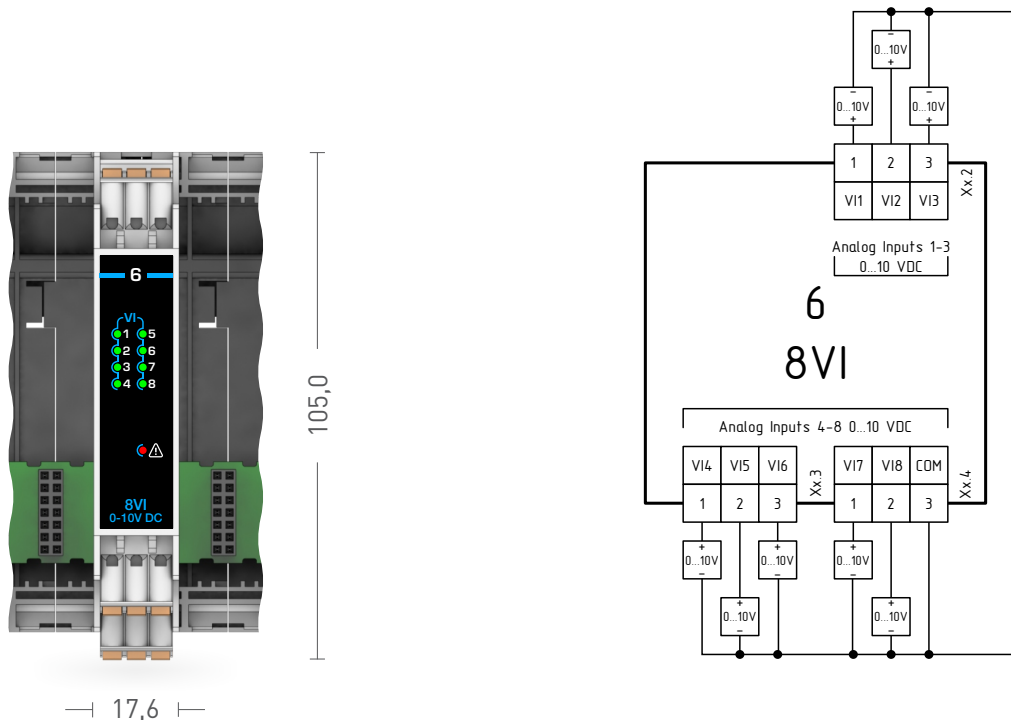 6
VI
1 5
2 6
3 7
4 8
8VI
0-10V DC
105,0
17,6
− − −
0...10V 0...10V 0...10V
+ + +
1 2 3
VI1 VI2 VI3
Xx.2
Analog Inputs 1-3
0...10 VDC
6
8VI
Analog Inputs 4-8 0...10 VDC
VI4 VI5 VI6
1 2 3
Xx.3
VI7 VI8 COM
1 2 3
Xx.4
+ + + + +
0...10V 0...10V 0...10V 0...10V 0...10V
− − − − −